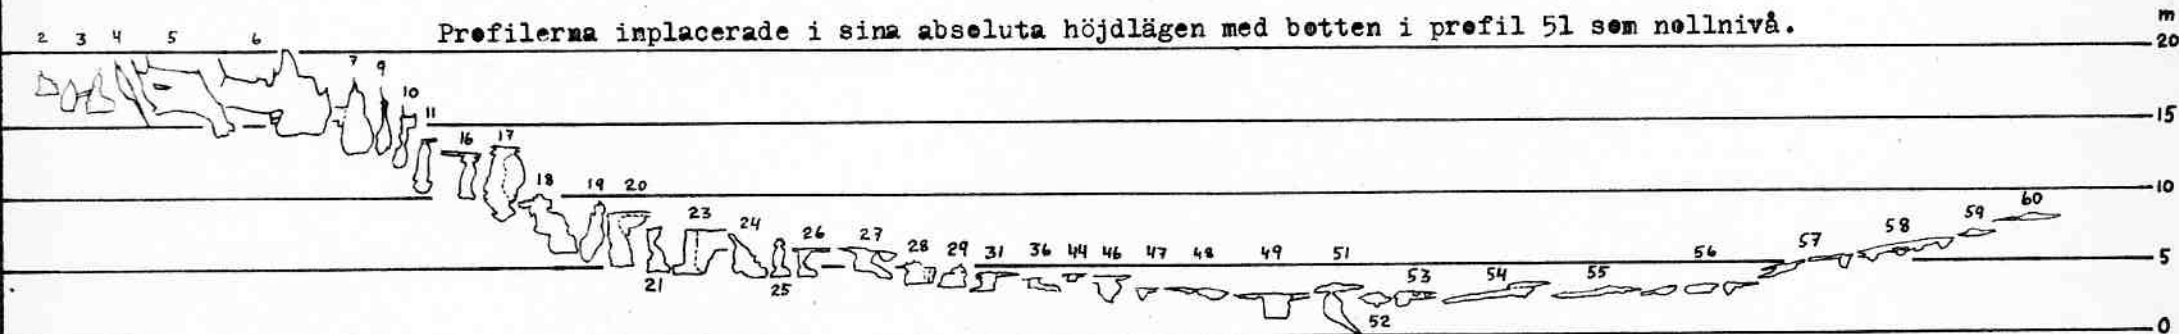 Profilerna inplacerade i sina absoluta höjdlägen med botten i profil 51 som nollnivå.
m
20
2 3 4 5 6
7 9
10
11
15
16 17
18 19 20
10
21 23 24 25 26 27 28 29 31 36 44 46 47 48 49 51 52 53 54 55 56 57 58 59 60
5
0